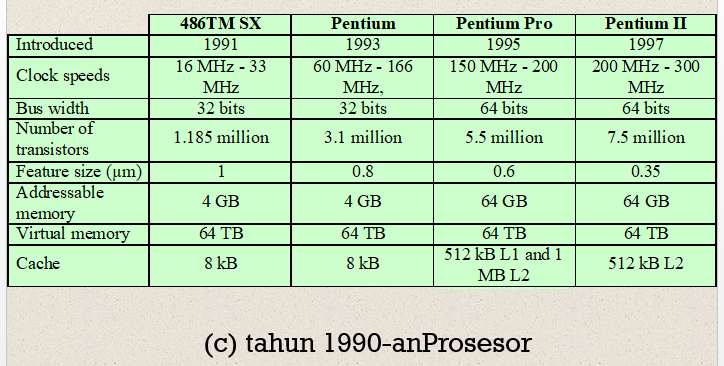 486TM SX Pentium Pentium Pro Pentium II
Introduced 1991 1993 1995 1997
Clock speeds 16 MHz - 33 MHz 60 MHz - 166 MHz, 150 MHz - 200 MHz 200 MHz - 300 MHz
Bus width 32 bits 32 bits 64 bits 64 bits
Number of transistors 1.185 million 3.1 million 5.5 million 7.5 million
Feature size (µm) 1 0.8 0.6 0.35
Addressable memory 4 GB 4 GB 64 GB 64 GB
Virtual memory 64 TB 64 TB 64 TB 64 TB
Cache 8 kB 8 kB 512 kB L1 and 1 MB L2 512 kB L2
(c) tahun 1990-anProsesor